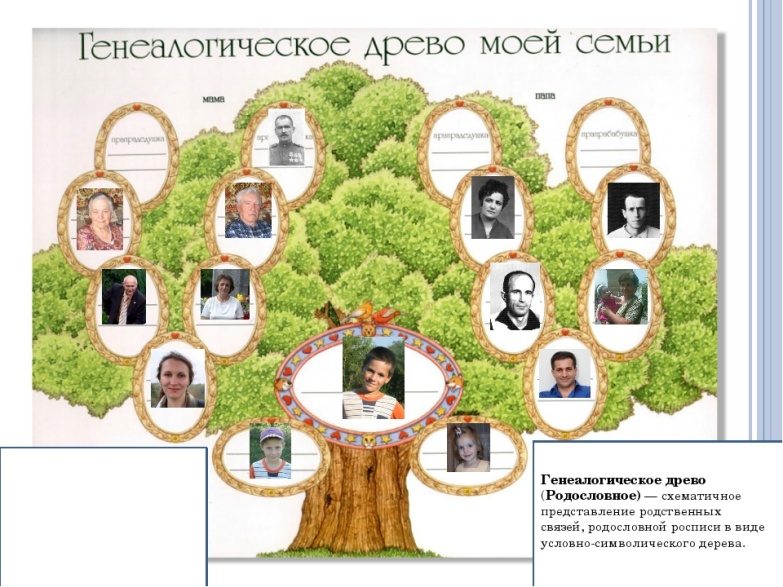 Генеалогическое древо моей семьи
мама
папа
прапрадедушка
прапрадедушка
прапрабабушка
Генеалогическое древо
(Родословное) — схематичное
представление родственных
связей, родословной росписи в виде
условно-символического дерева.